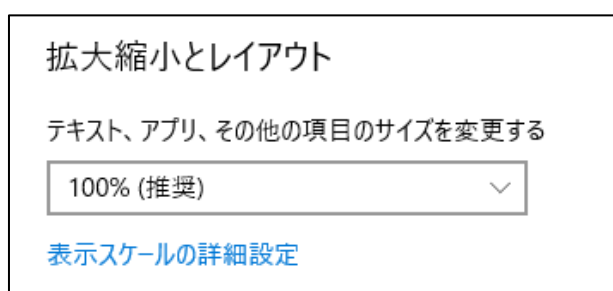 拡大縮小とレイアウト
テキスト、アプリ、その他の項目のサイズを変更する
100% (推奨)
表示スケールの詳細設定